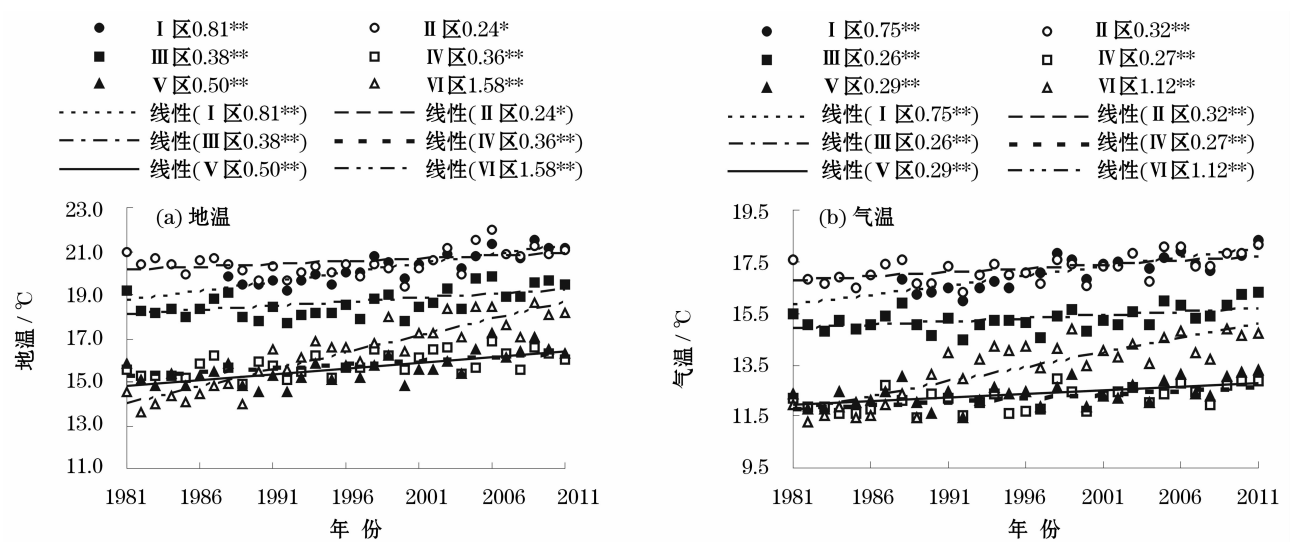 Ⅰ区0.81** Ⅱ区0.24*
Ⅲ区0.38** Ⅳ区0.36**
Ⅴ区0.50** Ⅵ区1.58**
线性(Ⅰ区0.81**) 线性(Ⅱ区0.24*)
线性(Ⅲ区0.38**) 线性(Ⅳ区0.36**)
线性(Ⅴ区0.50**) 线性(Ⅵ区1.58**)
(a) 地温
23.0
21.0
19.0
17.0
15.0
13.0
11.0
地温/℃
1981 1986 1991 1996 2001 2006 2011
年 份
Ⅰ区0.75** Ⅱ区0.32**
Ⅲ区0.26** Ⅳ区0.27**
Ⅴ区0.29** Ⅵ区1.12**
线性(Ⅰ区0.75**) 线性(Ⅱ区0.32**)
线性(Ⅲ区0.26**) 线性(Ⅳ区0.27**)
线性(Ⅴ区0.29**) 线性(Ⅵ区1.12**)
(b) 气温
19.5
17.5
15.5
13.5
11.5
9.5
气温/℃
1981 1986 1991 1996 2001 2006 2011
年 份